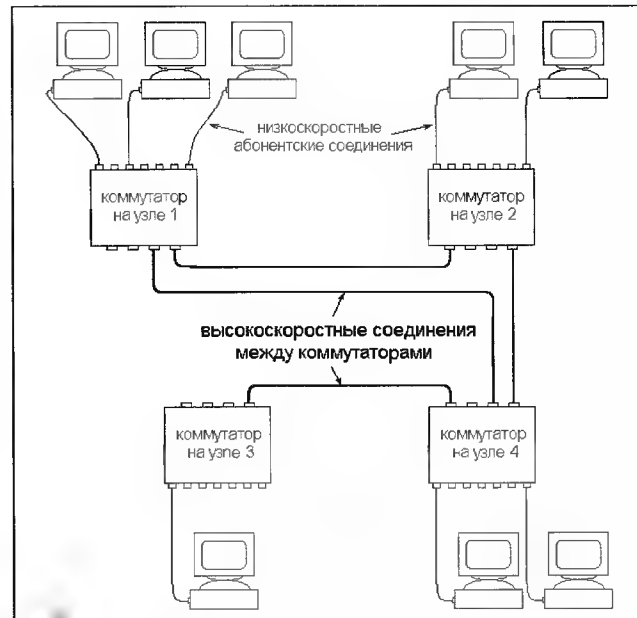 низкоскоростные
абонентские соединения
коммутатор
на узле 1
коммутатор
на узле 2
высокоскоростные соединения
между коммутаторами
коммутатор
на узле 3
коммутатор
на узле 4